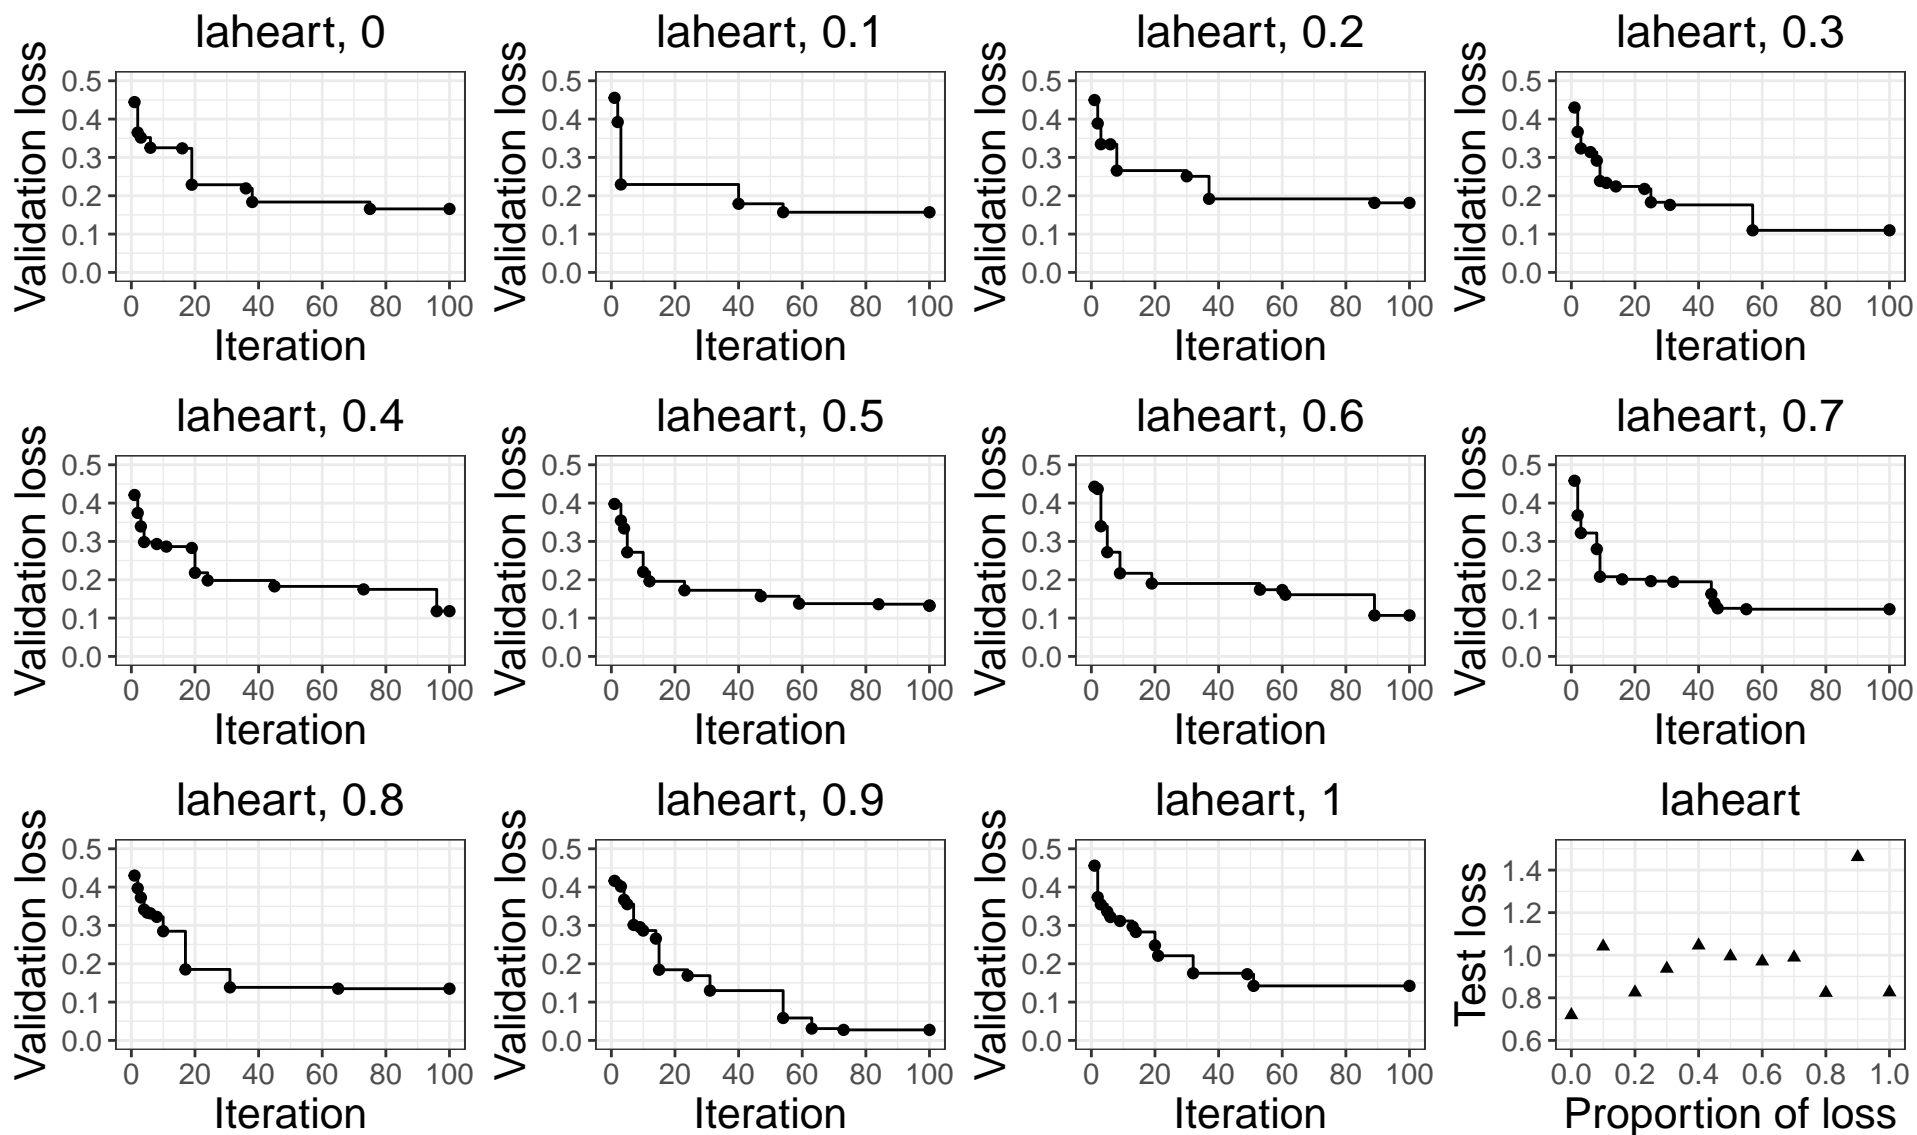 laheart, 0
Validation loss
0.5
0.4
0.3
0.2
0.1
0.0
0 20 40 60 80 100
Iteration
laheart, 0.1
Validation loss
0.5
0.4
0.3
0.2
0.1
0.0
0 20 40 60 80 100
Iteration
laheart, 0.2
Validation loss
0.5
0.4
0.3
0.2
0.1
0.0
0 20 40 60 80 100
Iteration
laheart, 0.3
Validation loss
0.5
0.4
0.3
0.2
0.1
0.0
0 20 40 60 80 100
Iteration
laheart, 0.4
Validation loss
0.5
0.4
0.3
0.2
0.1
0.0
0 20 40 60 80 100
Iteration
laheart, 0.5
Validation loss
0.5
0.4
0.3
0.2
0.1
0.0
0 20 40 60 80 100
Iteration
laheart, 0.6
Validation loss
0.5
0.4
0.3
0.2
0.1
0.0
0 20 40 60 80 100
Iteration
laheart, 0.7
Validation loss
0.5
0.4
0.3
0.2
0.1
0.0
0 20 40 60 80 100
Iteration
laheart, 0.8
Validation loss
0.5
0.4
0.3
0.2
0.1
0.0
0 20 40 60 80 100
Iteration
laheart, 0.9
Validation loss
0.5
0.4
0.3
0.2
0.1
0.0
0 20 40 60 80 100
Iteration
laheart, 1
Validation loss
0.5
0.4
0.3
0.2
0.1
0.0
0 20 40 60 80 100
Iteration
laheart
Test loss
1.4
1.2
1.0
0.8
0.6
0.0 0.2 0.4 0.6 0.8 1.0
Proportion of loss